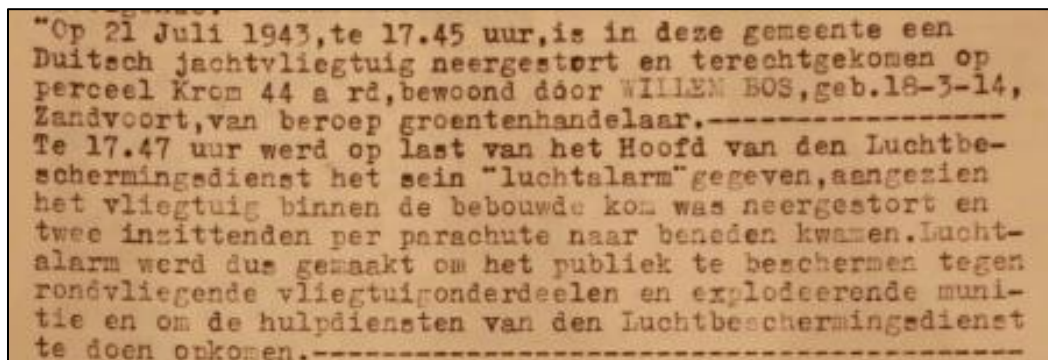 "Op 21 Juli 1943,te 17.45 uur,is in deze gemeente een
Duitsch jachtvliegtuig neergestort en terechtgekomen op
perceel Krom 44 a rd,bewoond door WILLEM BOS,geb.18-3-14,
Zandvoort,van beroep groentenhandelaar.-----------------
Te 17.47 uur werd op last van het Hoofd van den Luchtbe-
schermingsdienst het sein "luchtalarm"gegeven,aangezien
het vliegtuig binnen de bebouwde kom was neergestort en
twee inzittenden per parachute naar beneden kwamen.Lucht-
alarm werd dus gemaakt om het publiek te beschermen tegen
rondvliegende vliegtuigonderdeelen en explodeerende muni-
tie en om de hulpdiensten van den Luchtbeschermingsdienst
te doen opkomen.----------------------------------------